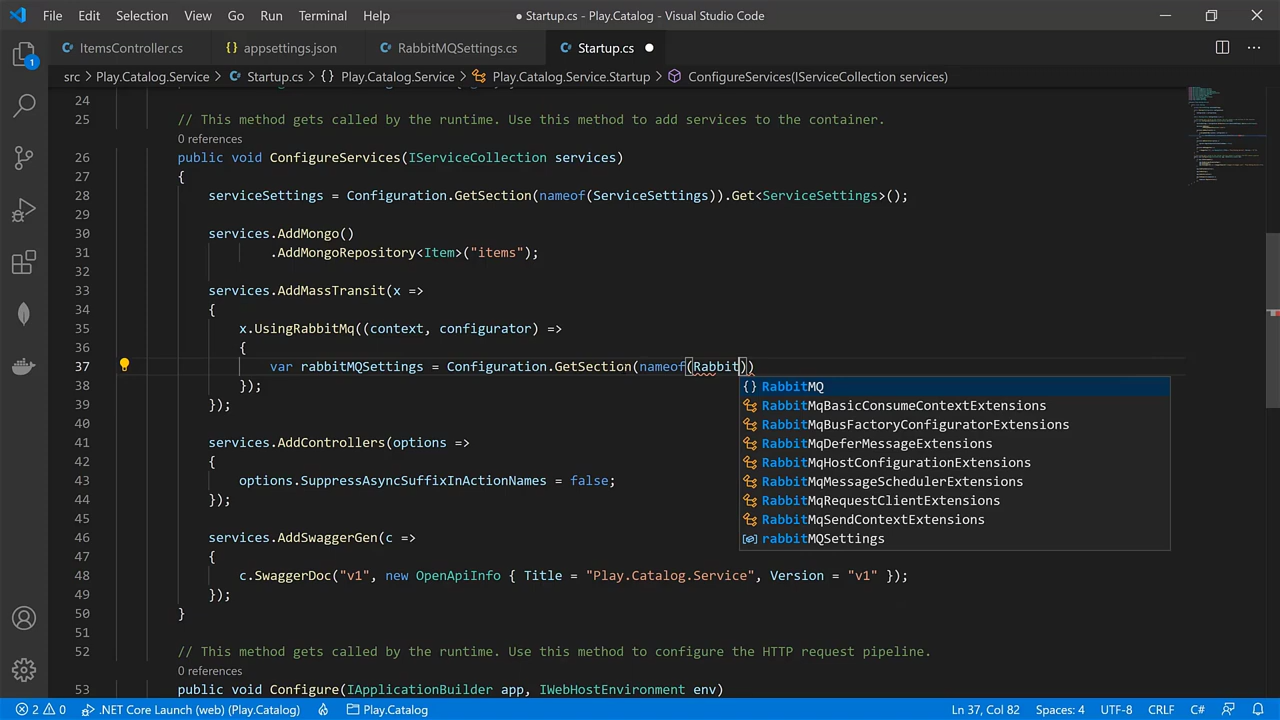 File Edit Selection View Go Run Terminal Help
● Startup.cs - Play.Catalog - Visual Studio Code
ItemsController.cs
{} appsettings.json
RabbitMQSettings.cs
Startup.cs ●
src > Play.Catalog.Service > Startup.cs > {} Play.Catalog.Service > Play.Catalog.Service.Startup > ConfigureServices(IServiceCollection services)
1
24
25 // This method gets called by the runtime. Use this method to add services to the container.
0 references
26 public void ConfigureServices(IServiceCollection services)
27 {
28 serviceSettings = Configuration.GetSection(nameof(ServiceSettings)).Get<ServiceSettings>();
29
30 services.AddMongo()
31 .AddMongoRepository<Item>("items");
32
33 services.AddMassTransit(x =>
34 {
35 x.UsingRabbitMq((context, configurator) =>
36 {
37 var rabbitMQSettings = Configuration.GetSection(nameof(Rabbit))
38 });
39 });
40
41 services.AddControllers(options =>
42 {
43 options.SuppressAsyncSuffixInActionNames = false;
44 });
45
46 services.AddSwaggerGen(c =>
47 {
48 c.SwaggerDoc("v1", new OpenApiInfo { Title = "Play.Catalog.Service", Version = "v1" });
49 });
50 }
51
52 // This method gets called by the runtime. Use this method to configure the HTTP request pipeline.
0 references
53 public void Configure(IApplicationBuilder app, IWebHostEnvironment env)
{} RabbitMQ
RabbitMqBasicConsumeContextExtensions
RabbitMqBusFactoryConfiguratorExtensions
RabbitMqDeferMessageExtensions
RabbitMqHostConfigurationExtensions
RabbitMqMessageSchedulerExtensions
RabbitMqRequestClientExtensions
RabbitMqSendContextExtensions
rabbitMQSettings
2 0 .NET Core Launch (web) (Play.Catalog) Play.Catalog Ln 37, Col 82 Spaces: 4 UTF-8 CRLF C#